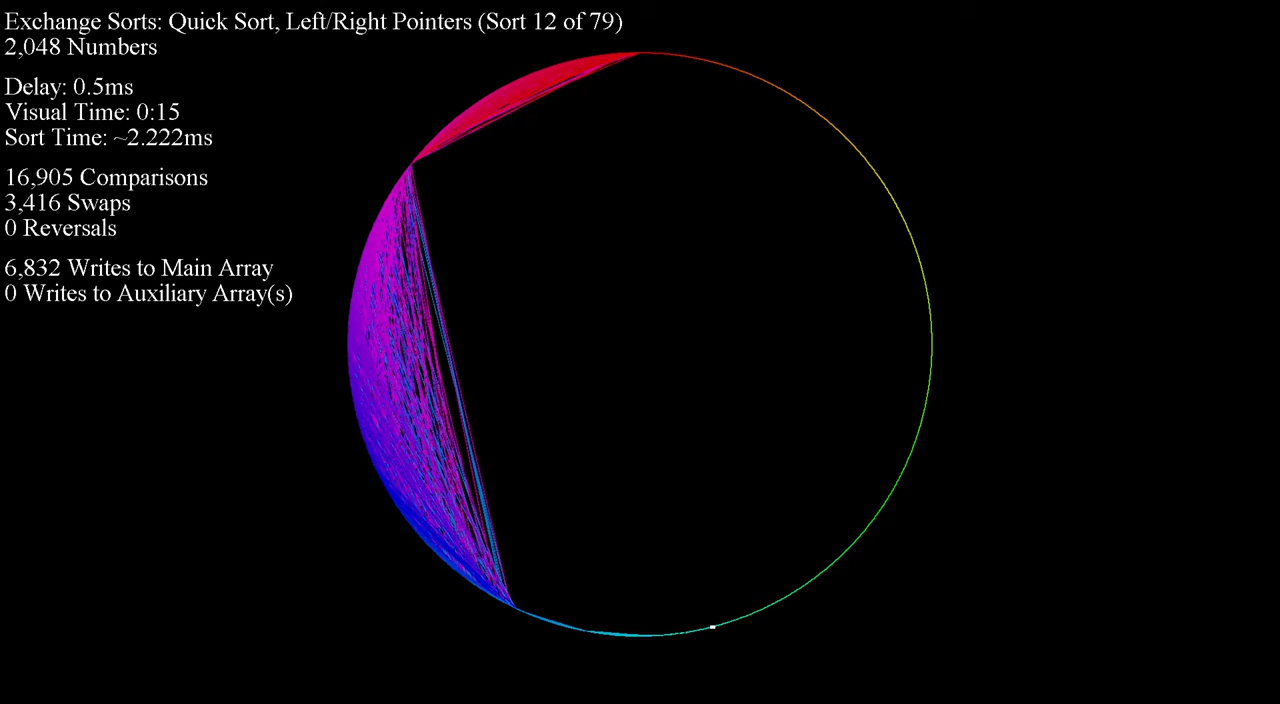 Exchange Sorts: Quick Sort, Left/Right Pointers (Sort 12 of 79)
2,048 Numbers
Delay: 0.5ms
Visual Time: 0:15
Sort Time: ~2.222ms
16,905 Comparisons
3,416 Swaps
0 Reversals
6,832 Writes to Main Array
0 Writes to Auxiliary Array(s)